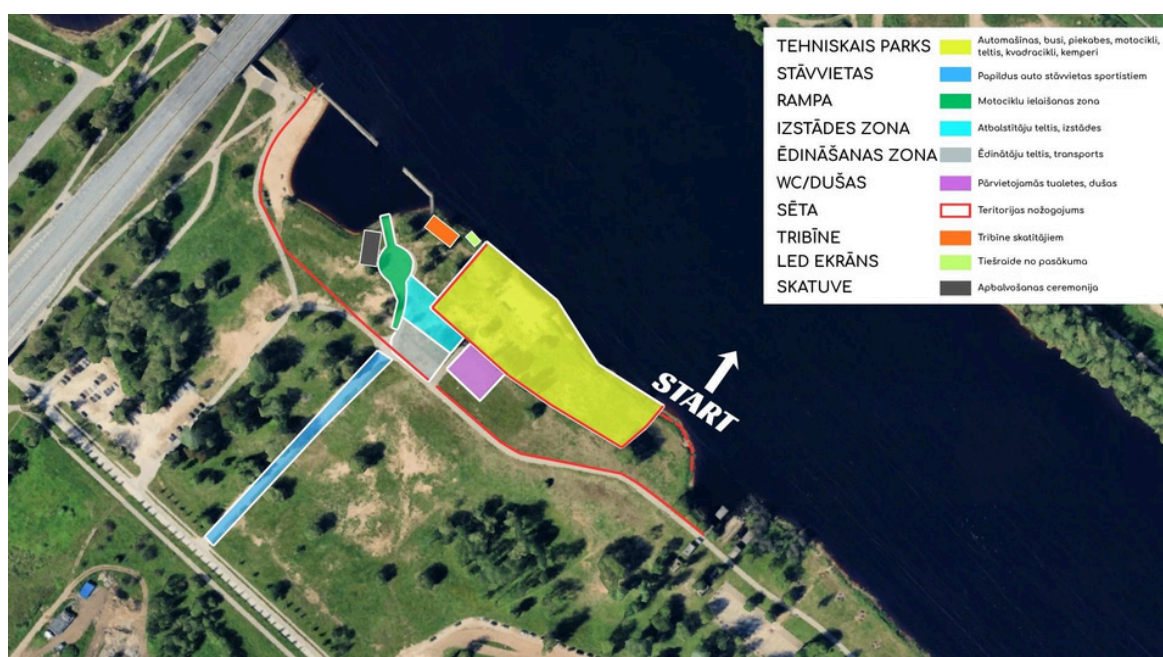 TEHNISKAIS PARKS
Automašīnas, busi, piekabes, motocikli,
teltis, kvadracikli, kemperi
STĀVVIETAS
Papildus auto stāvvietas sportistiem
RAMPA
Motociklu ielaišanas zona
IZSTĀDES ZONA
Atbalstītāju teltis, izstādes
ĒDINĀŠANAS ZONA
Ēdinātāju teltis, transports
WC/DUŠAS
Pārvietojamās tualetes, dušas
SĒTA
Teritorijas nožogojums
TRIBĪNE
Tribīne skatītājiem
LED EKRĀNS
Tiešraide no pasākuma
SKATUVE
Apbalvošanas ceremonija
START